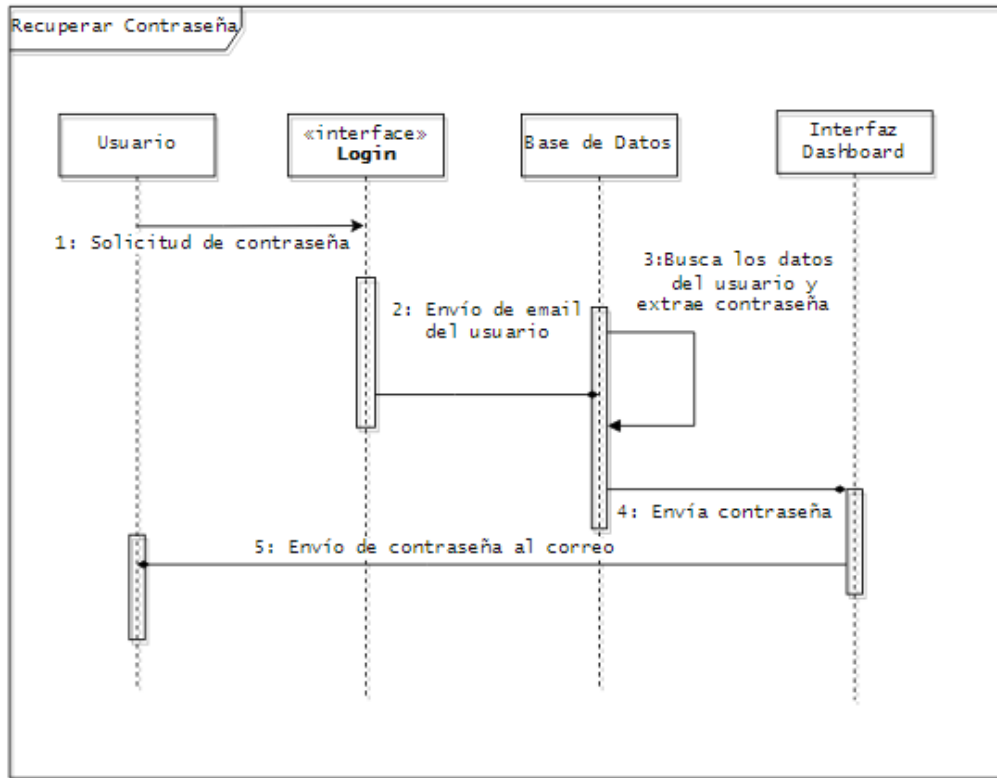 Recuperar Contraseña
Usuario
«interface»
Login
Base de Datos
Interfaz
Dashboard
1: Solicitud de contraseña
3:Busca los datos
del usuario y
extrae contraseña
2: Envío de email
del usuario
4: Envía contraseña
5: Envío de contraseña al correo